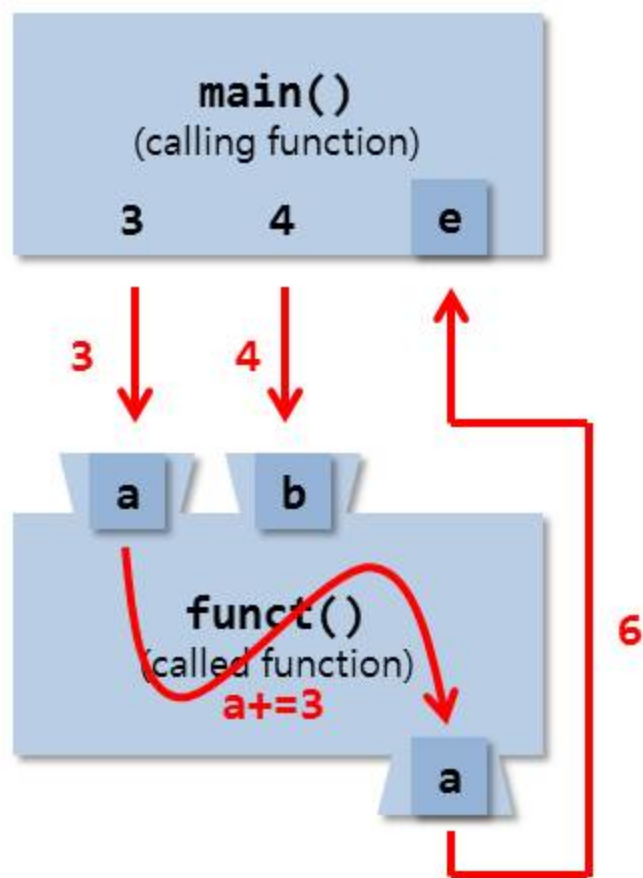 main()
(calling function)
3 4 e
3 4
a b
funct()
(called function)
a+=3
6
a